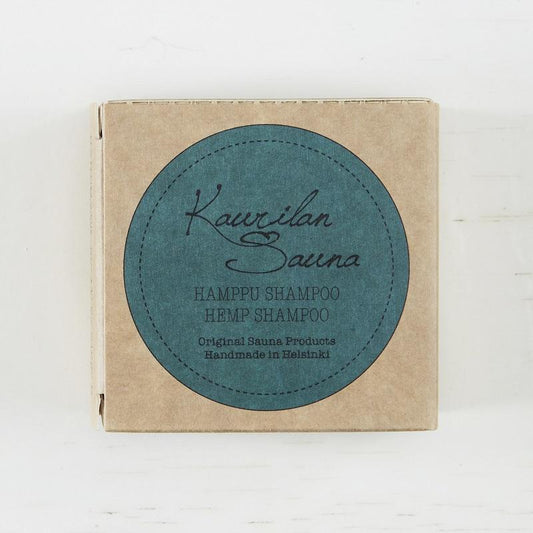 Kaurilan
Sauna
HAMPPU SHAMPOO
HEMP SHAMPOO
Original Sauna Products
Handmade in Helsinki